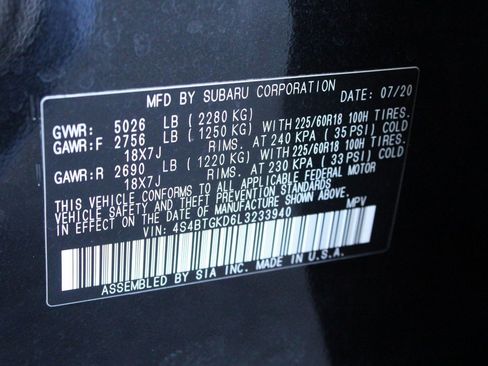 MFD BY SUBARU CORPORATION DATE: 07/20
GVWR: 5026 LB (2280 KG)
GAWR:F 2756 LB (1250 KG) WITH 225/60R18 100H TIRES.
18X7J RIMS. AT 240 KPA (35 PSI) COLD
GAWR:R 2690 LB (1220 KG) WITH 225/60R18 100H TIRES.
18X7J RIMS. AT 230 KPA (33 PSI) COLD
THIS VEHICLE CONFORMS TO ALL APPLICABLE FEDERAL MOTOR
VEHICLE SAFETY AND THEFT PREVENTION STANDARDS
IN EFFECT ON THE DATE OF MANUFACTURE SHOWN ABOVE.
VIN: 4S4BTGKD6L3233940 MPV
ASSEMBLED BY SIA INC. MADE IN U.S.A.